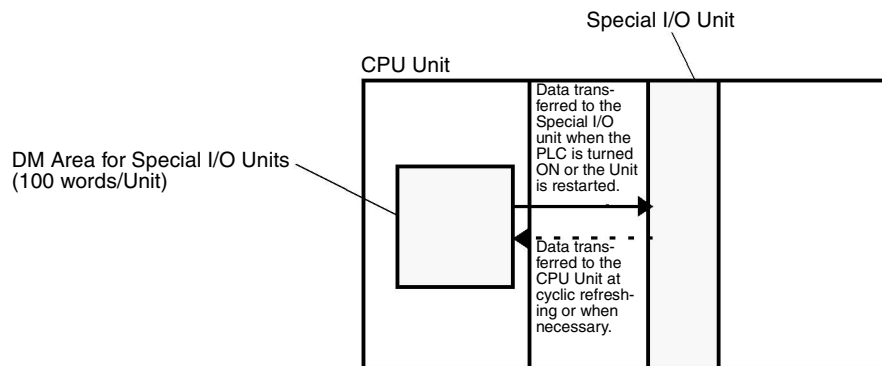 Special I/O Unit
CPU Unit
Data trans-
ferred to the
Special I/O
unit when the
PLC is turned
ON or the Unit
is restarted.
DM Area for Special I/O Units
(100 words/Unit)
Data trans-
ferred to the
CPU Unit at
cyclic refresh-
ing or when
necessary.